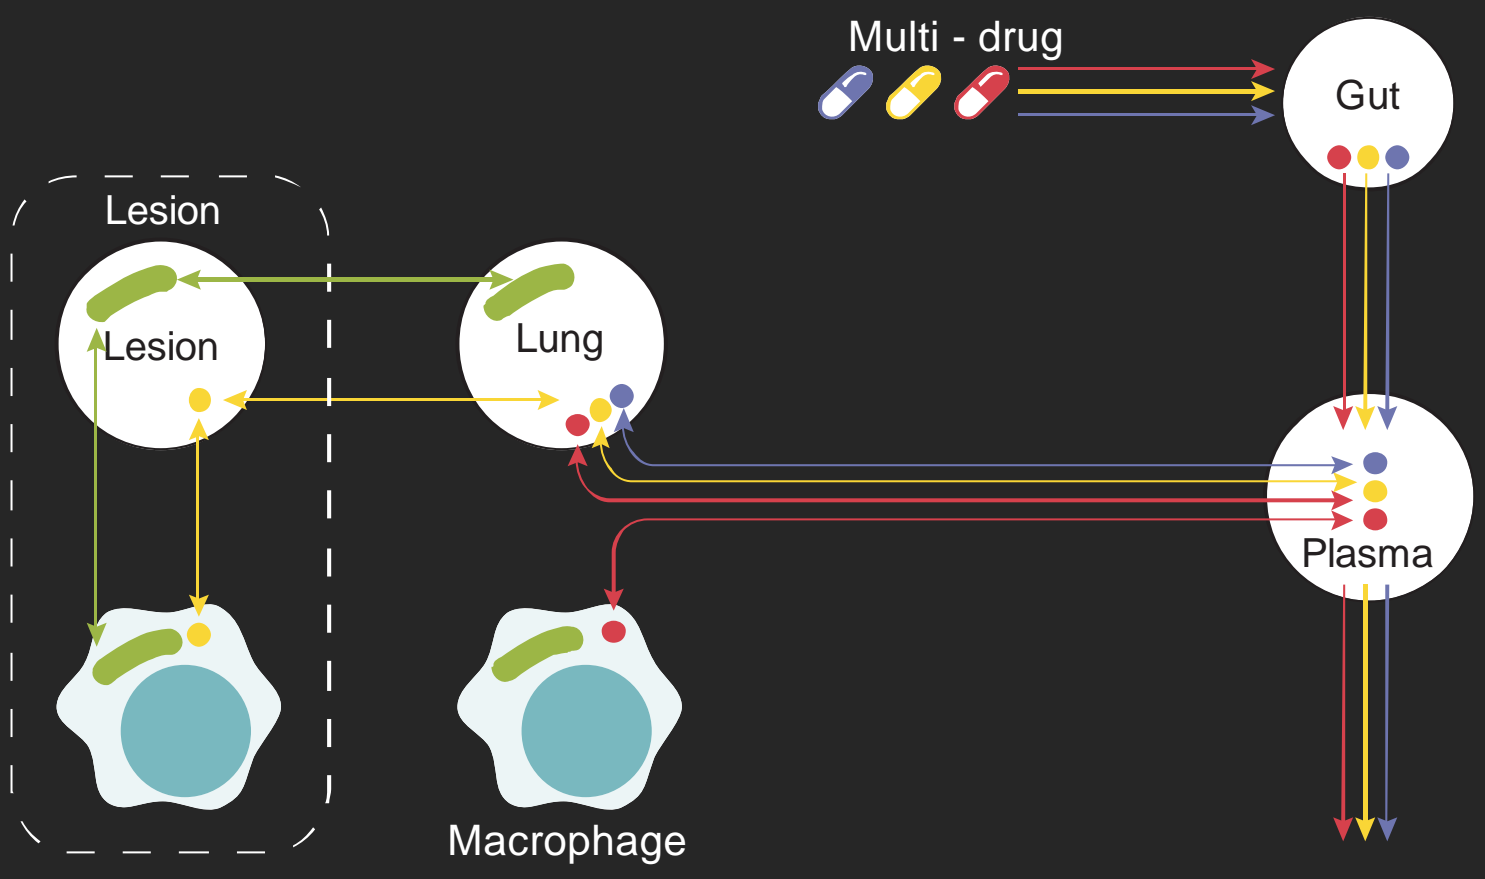 Multi - drug
Gut
Lesion
Lesion
Lung
Plasma
Macrophage